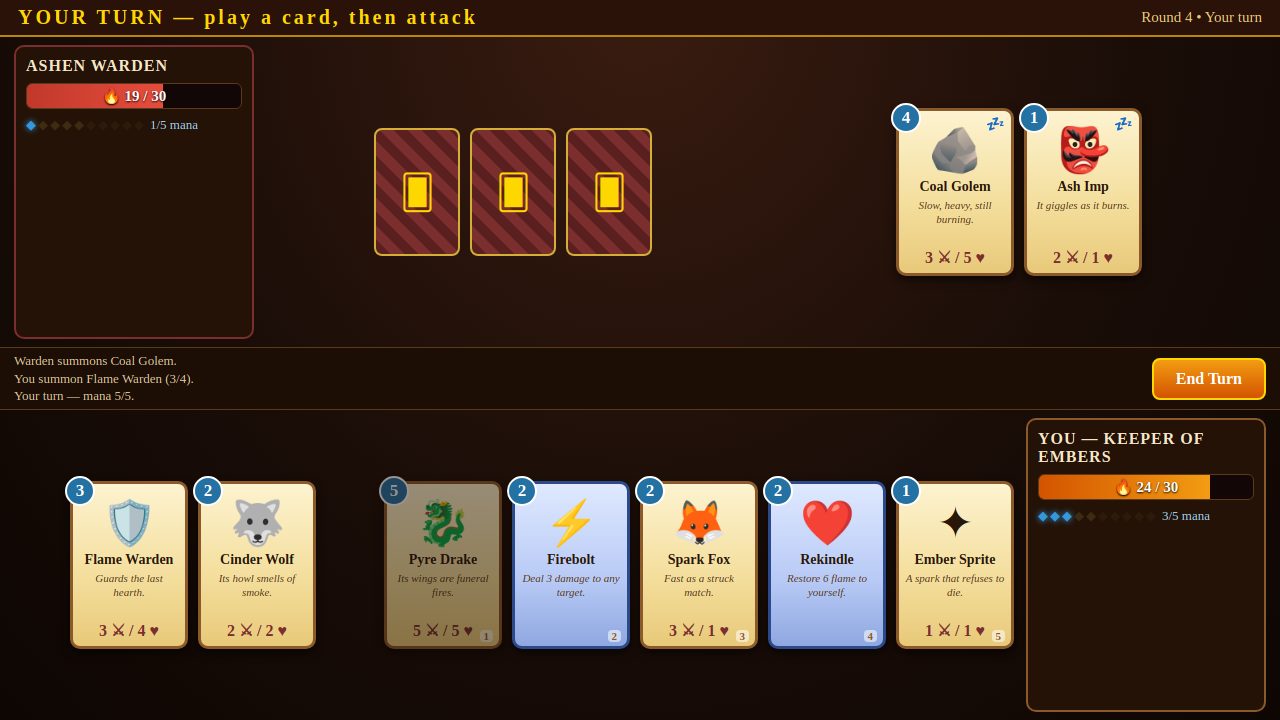 YOUR TURN — play a card, then attack
Round 4 • Your turn
ASHEN WARDEN
🔥 19 / 30
1/5 mana
4
💤
Coal Golem
Slow, heavy, still
burning.
3 ⚔ / 5 ♥
1
💤
Ash Imp
It giggles as it burns.
2 ⚔ / 1 ♥
Warden summons Coal Golem.
You summon Flame Warden (3/4).
Your turn — mana 5/5.
End Turn
YOU — KEEPER OF
EMBERS
🔥 24 / 30
3/5 mana
3
Flame Warden
Guards the last
hearth.
3 ⚔ / 4 ♥
2
Cinder Wolf
Its howl smells of
smoke.
2 ⚔ / 2 ♥
5
Pyre Drake
Its wings are funeral
fires.
5 ⚔ / 5 ♥
1
2
Firebolt
Deal 3 damage to any
target.
2
2
Spark Fox
Fast as a struck
match.
3 ⚔ / 1 ♥
3
2
Rekindle
Restore 6 flame to
yourself.
4
1
Ember Sprite
A spark that refuses to
die.
1 ⚔ / 1 ♥
5